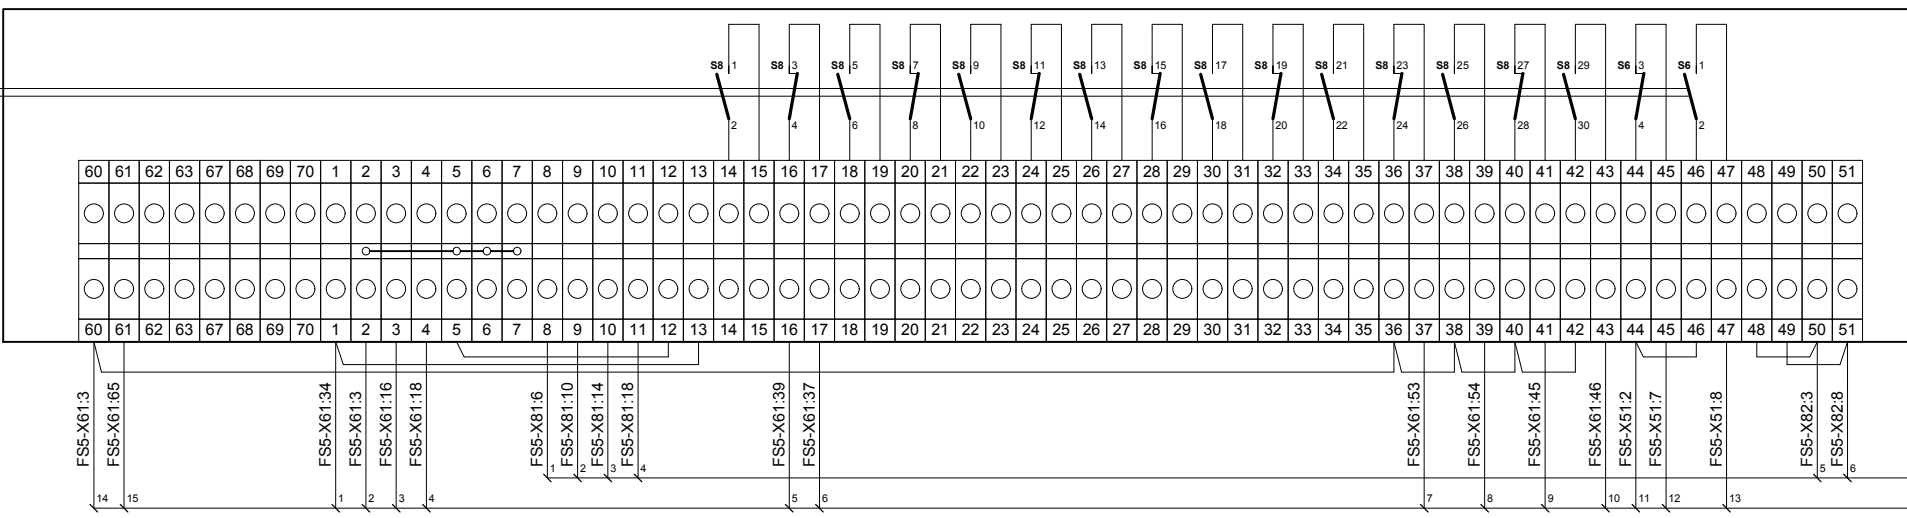 S8 1 S8 3 S8 5 S8 7 S8 9 S8 11 S8 13 S8 15 S8 17 S8 19 S8 21 S8 23 S8 25 S8 27 S8 29 S6 3 S6 1
2 4 6 8 10 12 14 16 18 20 22 24 26 28 30 4 2
60 61 62 63 67 68 69 70 1 2 3 4 5 6 7 8 9 10 11 12 13 14 15 16 17 18 19 20 21 22 23 24 25 26 27 28 29 30 31 32 33 34 35 36 37 38 39 40 41 42 43 44 45 46 47 48 49 50 51
60 61 62 63 67 68 69 70 1 2 3 4 5 6 7 8 9 10 11 12 13 14 15 16 17 18 19 20 21 22 23 24 25 26 27 28 29 30 31 32 33 34 35 36 37 38 39 40 41 42 43 44 45 46 47 48 49 50 51
FS5-X61:3
FS5-X61:65
FS5-X61:34
FS5-X61:3
FS5-X61:16
FS5-X61:18
FS5-X81:6
FS5-X81:10
FS5-X81:14
FS5-X81:18
FS5-X61:39
FS5-X61:37
FS5-X61:53
FS5-X61:54
FS5-X61:45
FS5-X61:46
FS5-X51:2
FS5-X51:7
FS5-X51:8
FS5-X82:3
FS5-X82:8
1 2 3 4 5 6
14 15 1 2 3 4 5 6 7 8 9 10 11 12 13